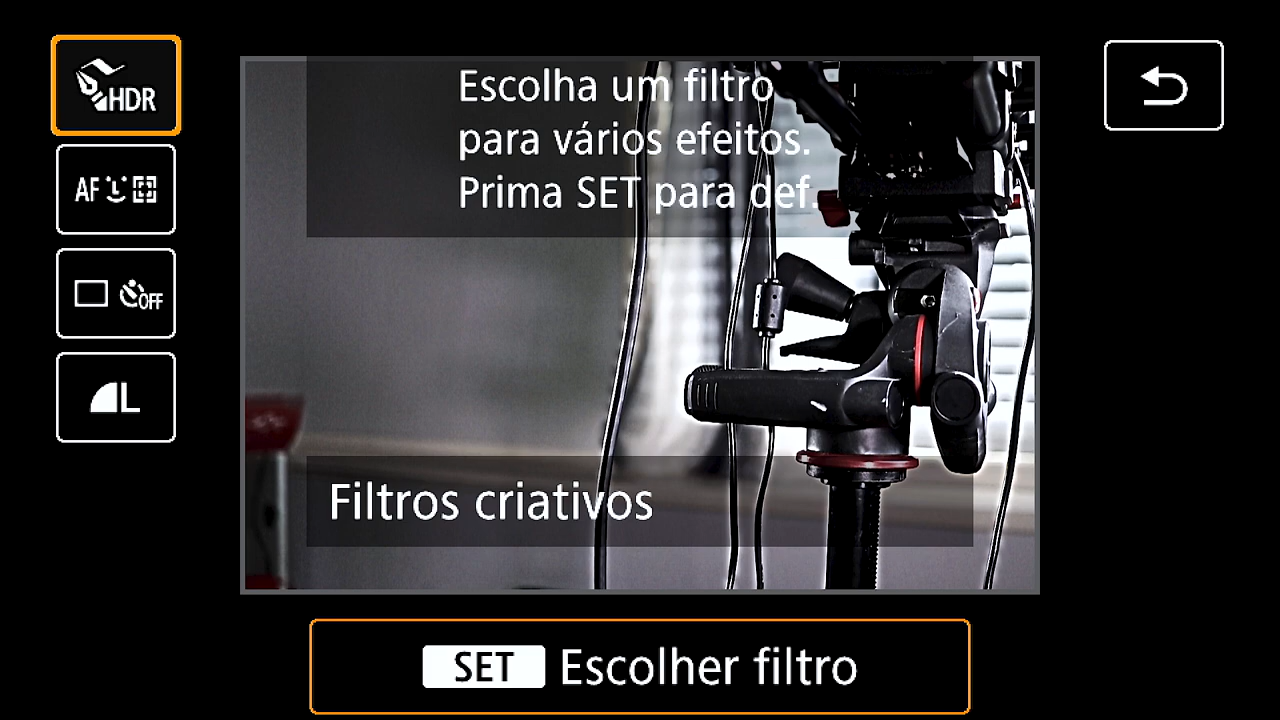 HDR
AF
OFF
L
Escolha um filtro
para vários efeitos.
Prima SET para def.
Filtros criativos
SET Escolher filtro